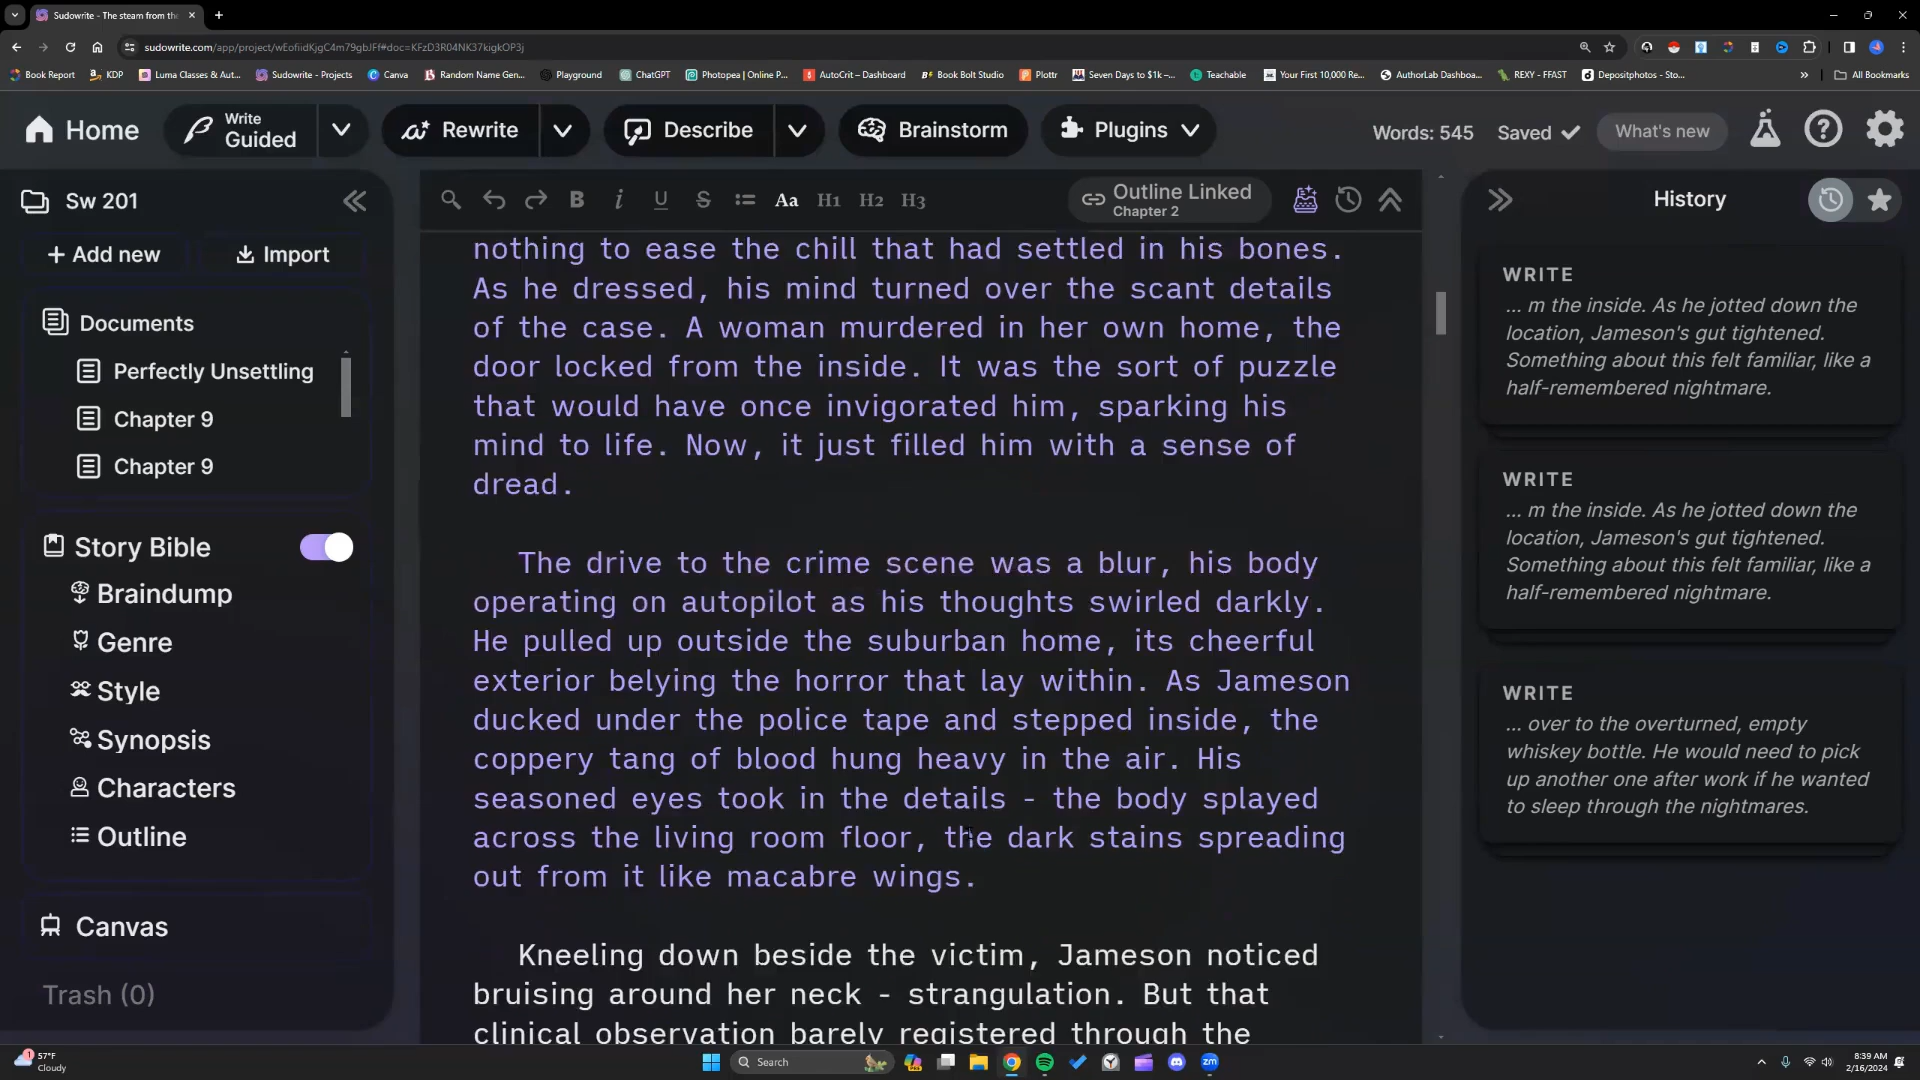 Sudowrite - The steam from the
sudowrite.com/app/project/wEofiidKjgC4m79gbJFf#doc=KFzD3R04NK37kigkOP3j
Book Report
KDP
Luma Classes & Aut...
Sudowrite - Projects
Canva
Random Name Gen...
Playground
ChatGPT
Photopea | Online P...
AutoCrit – Dashboard
Book Bolt Studio
Plottr
Seven Days to $1k –...
Teachable
Your First 10,000 Re...
AuthorLab Dashboa...
REXY - FFAST
Depositphotos - Sto...
All Bookmarks
Home
Write
Guided
Rewrite
Describe
Brainstorm
Plugins
Words: 545
Saved
What's new
Sw 201
+ Add new
Import
Documents
Perfectly Unsettling
Chapter 9
Chapter 9
Story Bible
Braindump
Genre
Style
Synopsis
Characters
Outline
Canvas
Trash (0)
B i U S Aa H1 H2 H3
Outline Linked
Chapter 2
nothing to ease the chill that had settled in his bones.
As he dressed, his mind turned over the scant details
of the case. A woman murdered in her own home, the
door locked from the inside. It was the sort of puzzle
that would have once invigorated him, sparking his
mind to life. Now, it just filled him with a sense of
dread.
The drive to the crime scene was a blur, his body
operating on autopilot as his thoughts swirled darkly.
He pulled up outside the suburban home, its cheerful
exterior belying the horror that lay within. As Jameson
ducked under the police tape and stepped inside, the
coppery tang of blood hung heavy in the air. His
seasoned eyes took in the details - the body splayed
across the living room floor, the dark stains spreading
out from it like macabre wings.
Kneeling down beside the victim, Jameson noticed
bruising around her neck - strangulation. But that
clinical observation barely registered through the
History
WRITE
... m the inside. As he jotted down the
location, Jameson's gut tightened.
Something about this felt familiar, like a
half-remembered nightmare.
WRITE
... m the inside. As he jotted down the
location, Jameson's gut tightened.
Something about this felt familiar, like a
half-remembered nightmare.
WRITE
... over to the overturned, empty
whiskey bottle. He would need to pick
up another one after work if he wanted
to sleep through the nightmares.
57°F
Cloudy
Search
zm
8:39 AM
2/16/2024